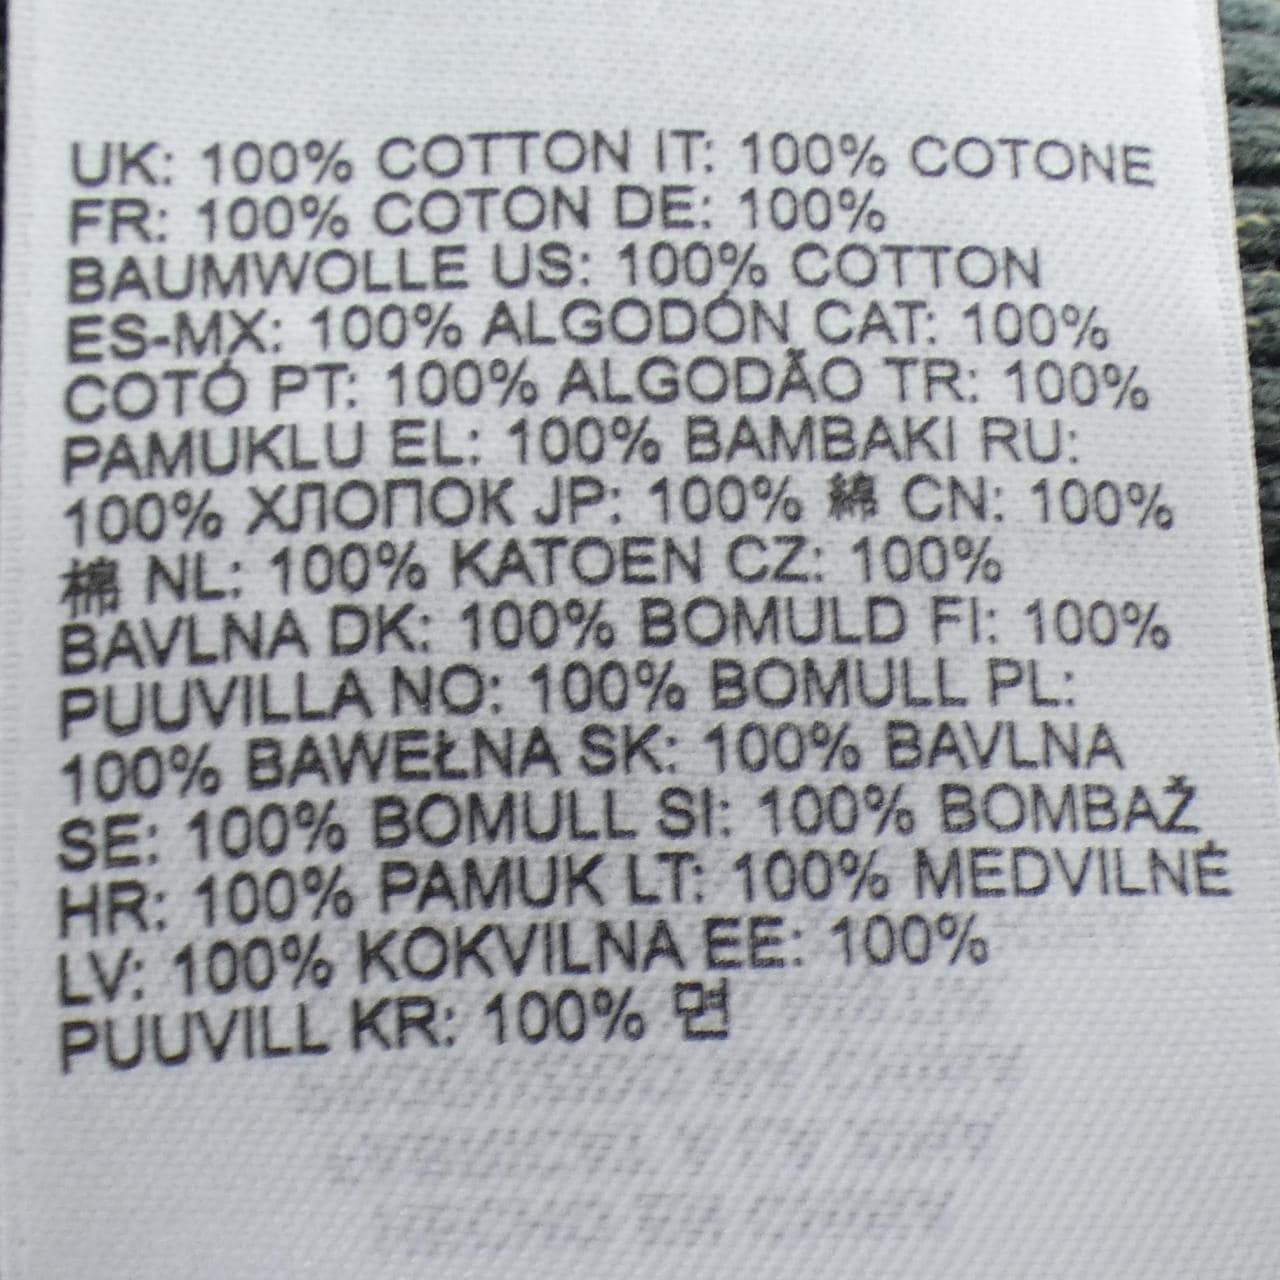 UK: 100% COTTON IT: 100% COTONE
FR: 100% COTON DE: 100%
BAUMWOLLE US: 100% COTTON
ES-MX: 100% ALGODÓN CAT: 100%
COTÓ PT: 100% ALGODÃO TR: 100%
PAMUKLU EL: 100% BAMBAKI RU:
100% ХЛОПОК JP: 100% 綿 CN: 100%
棉 NL: 100% KATOEN CZ: 100%
BAVLNA DK: 100% BOMULD FI: 100%
PUUVILLA NO: 100% BOMULL PL:
100% BAWEŁNA SK: 100% BAVLNA
SE: 100% BOMULL SI: 100% BOMBAŽ
HR: 100% PAMUK LT: 100% MEDVILNĖ
LV: 100% KOKVILNA EE: 100%
PUUVILL KR: 100% 면